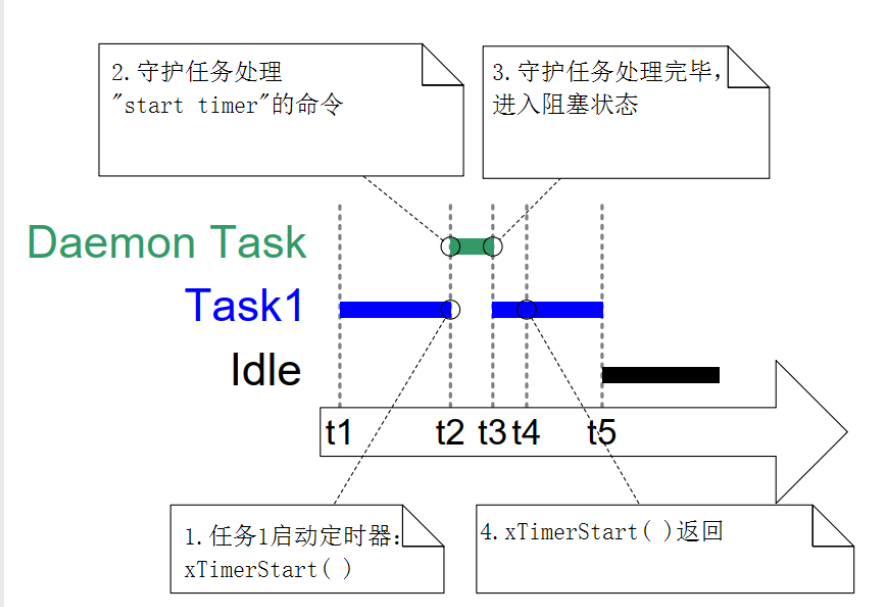 2.守护任务处理
"start timer"的命令
3.守护任务处理完毕，
进入阻塞状态
Daemon Task
Task1
Idle
t1 t2 t3 t4 t5
1.任务1启动定时器：
xTimerStart( )
4.xTimerStart( )返回